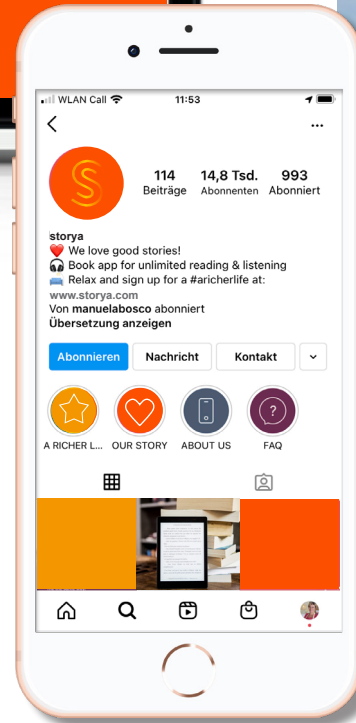 WLAN Call 11:53
114 14,8 Tsd. 993
Beiträge Abonnenten Abonniert
storya
We love good stories!
Book app for unlimited reading & listening
Relax and sign up for a #aricherlife at:
www.storya.com
Von manuelabosco abonniert
Übersetzung anzeigen
Abonnieren Nachricht Kontakt
A RICHER L... OUR STORY ABOUT US FAQ